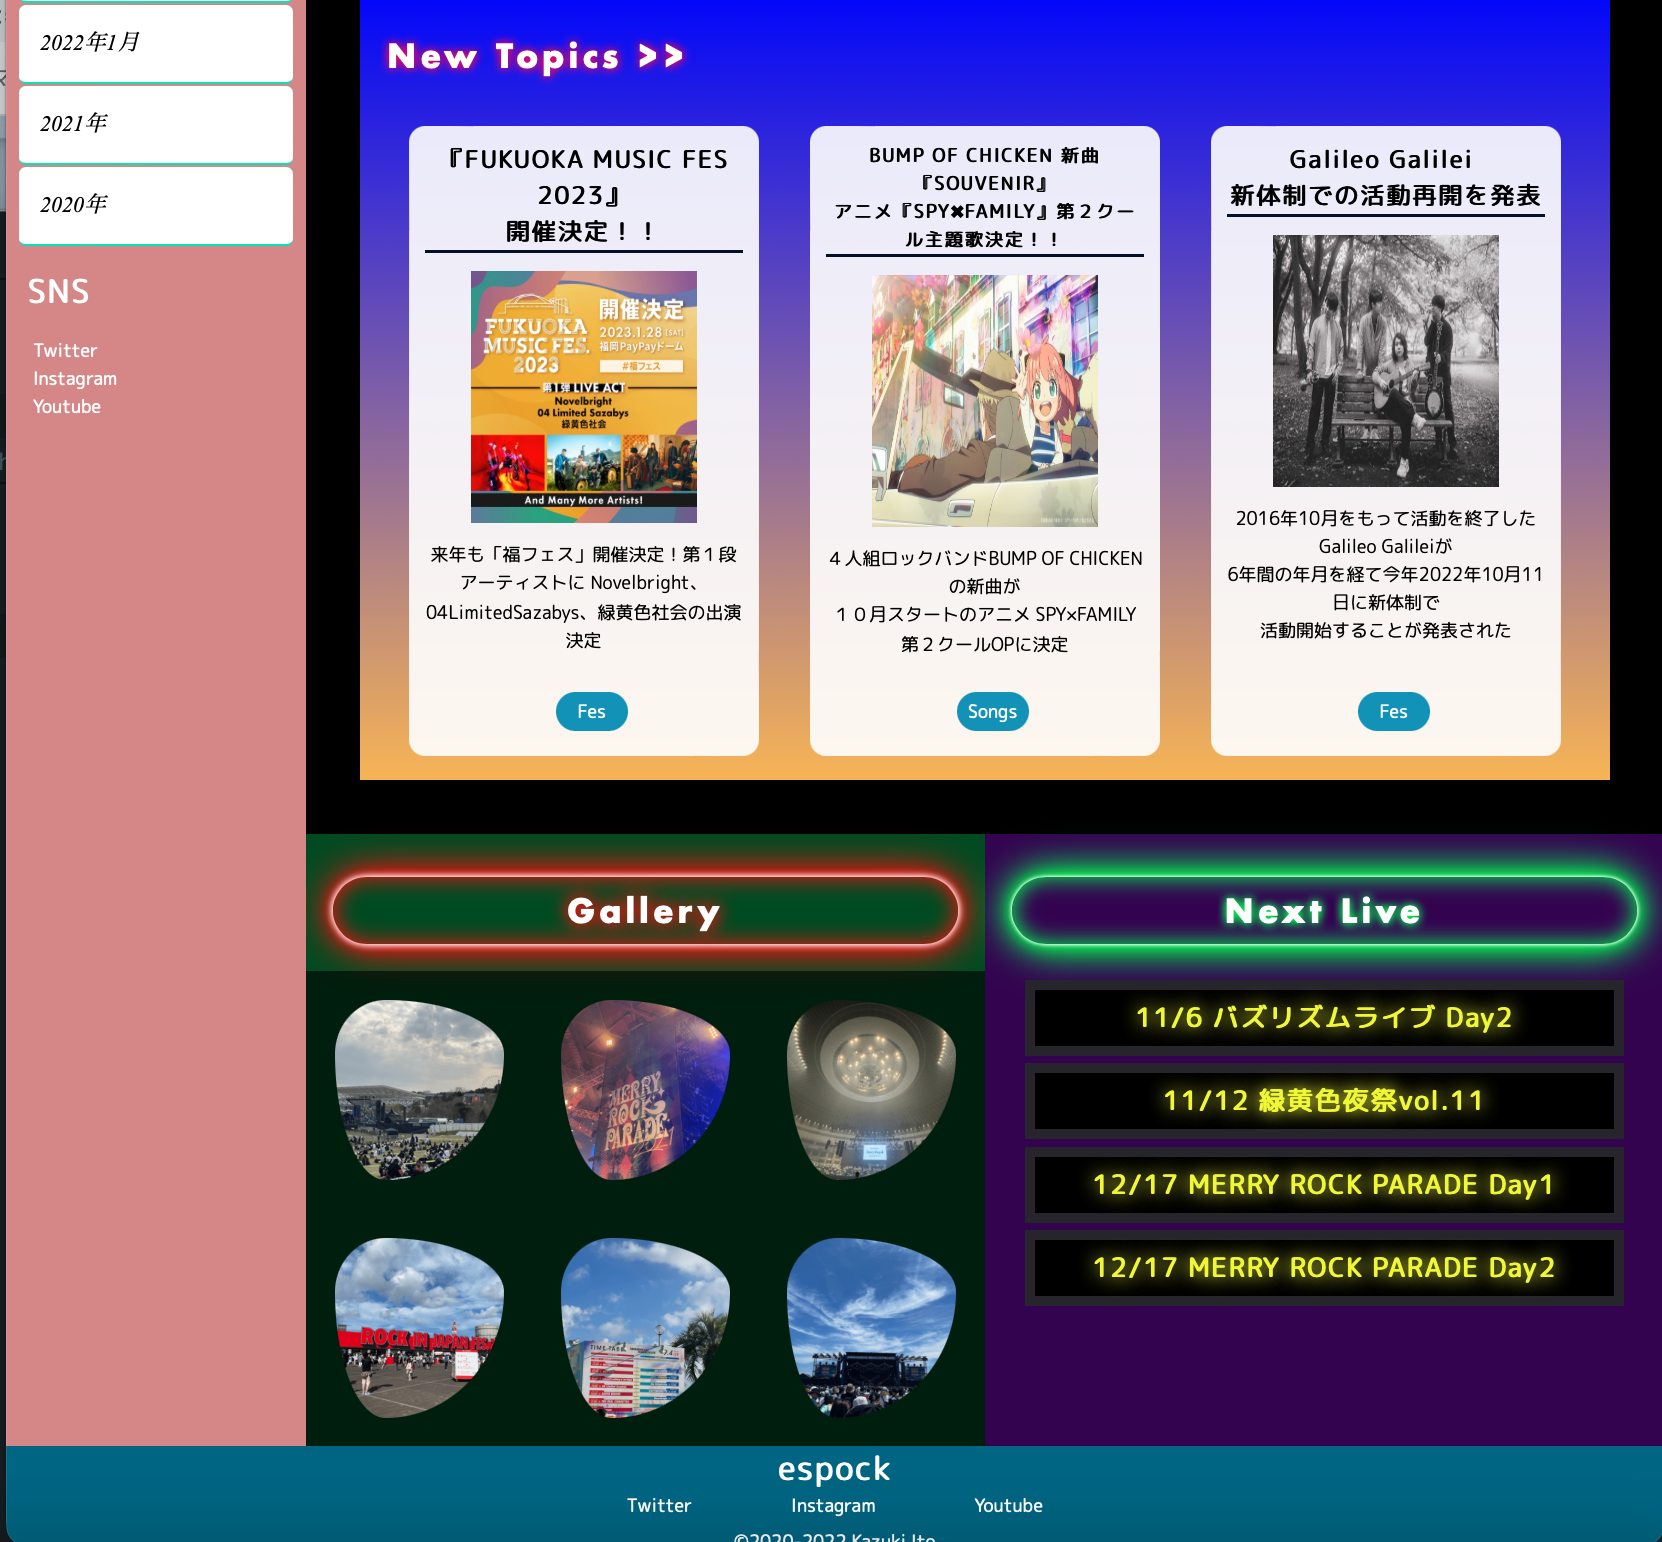 2022年1月
2021年
2020年
SNS
Twitter
Instagram
Youtube
New Topics >>
『FUKUOKA MUSIC FES
2023』
開催決定！！
開催決定
FUKUOKA
MUSIC FES.
2023
2023.1.28 [SAT]
福岡PayPayドーム
#福フェス
第1弾 LIVE ACT
Novelbright
04 Limited Sazabys
緑黄色社会
And Many More Artists!
来年も「福フェス」開催決定！第１段
アーティストに Novelbright、
04LimitedSazabys、緑黄色社会の出演
決定
Fes
BUMP OF CHICKEN 新曲
『SOUVENIR』
アニメ『SPY✖FAMILY』第２クー
ル主題歌決定！！
４人組ロックバンドBUMP OF CHICKEN
の新曲が
１０月スタートのアニメ SPY×FAMILY
第２クールOPに決定
Songs
Galileo Galilei
新体制での活動再開を発表
2016年10月をもって活動を終了した
Galileo Galileiが
6年間の年月を経て今年2022年10月11
日に新体制で
活動開始することが発表された
Fes
Gallery
MERRY
ROCK
PARADE
ROCK IN JAPAN FES
TIME
Next Live
11/6 バズリズムライブ Day2
11/12 緑黄色夜祭vol.11
12/17 MERRY ROCK PARADE Day1
12/17 MERRY ROCK PARADE Day2
espock
Twitter
Instagram
Youtube
©2020-2022 Kazuki Ito